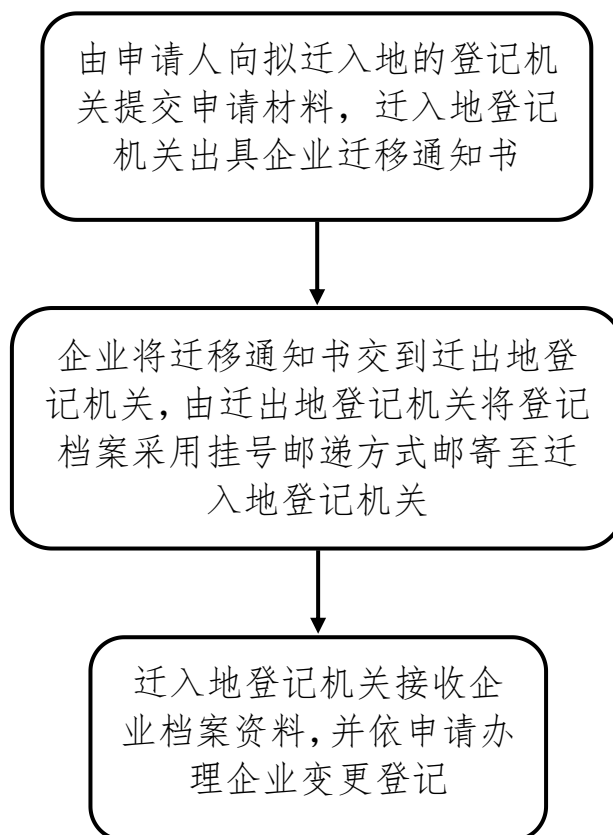 由申请人向拟迁入地的登记机
关提交申请材料，迁入地登记
机关出具企业迁移通知书
企业将迁移通知书交到迁出地登
记机关，由迁出地登记机关将登记
档案采用挂号邮递方式邮寄至迁
入地登记机关
迁入地登记机关接收企
业档案资料，并依申请办
理企业变更登记